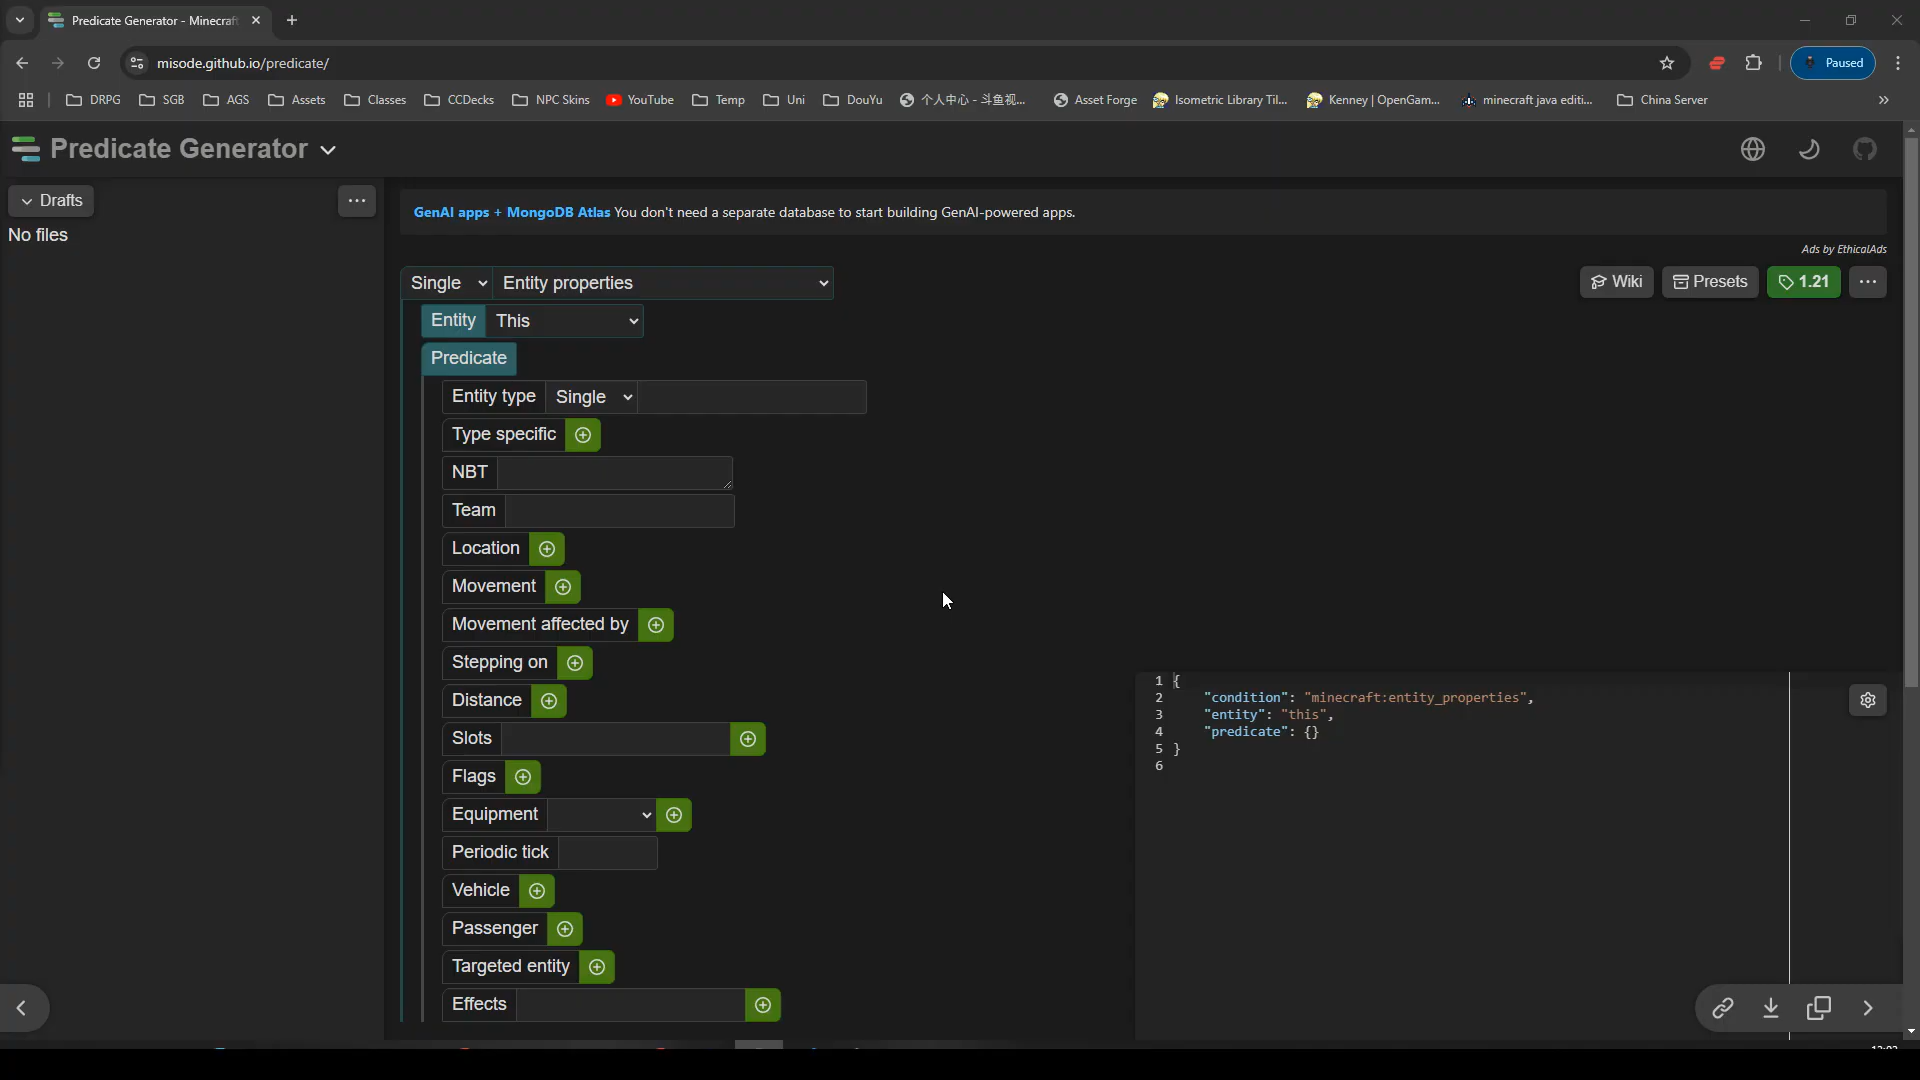 Predicate Generator - Minecraf
misode.github.io/predicate/
Paused
DRPG
SGB
AGS
Assets
Classes
CCDecks
NPC Skins
YouTube
Temp
Uni
DouYu
个人中心 - 斗鱼视...
Asset Forge
Isometric Library Til...
Kenney | OpenGam...
minecraft java editi...
China Server
»
Predicate Generator
Drafts
...
No files
GenAI apps + MongoDB Atlas You don't need a separate database to start building GenAI-powered apps.
Ads by EthicalAds
Single
Entity properties
Wiki
Presets
1.21
...
Entity
This
Predicate
Entity type
Single
Type specific
NBT
Team
Location
Movement
Movement affected by
Stepping on
Distance
Slots
Flags
Equipment
Periodic tick
Vehicle
Passenger
Targeted entity
Effects
1 {
2 "condition": "minecraft:entity_properties",
3 "entity": "this",
4 "predicate": {}
5 }
6